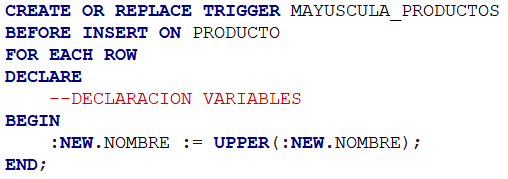 CREATE OR REPLACE TRIGGER MAYUSCULA_PRODUCTOS
BEFORE INSERT ON PRODUCTO
FOR EACH ROW
DECLARE
    --DECLARACION VARIABLES
BEGIN
    :NEW.NOMBRE := UPPER(:NEW.NOMBRE);
END;